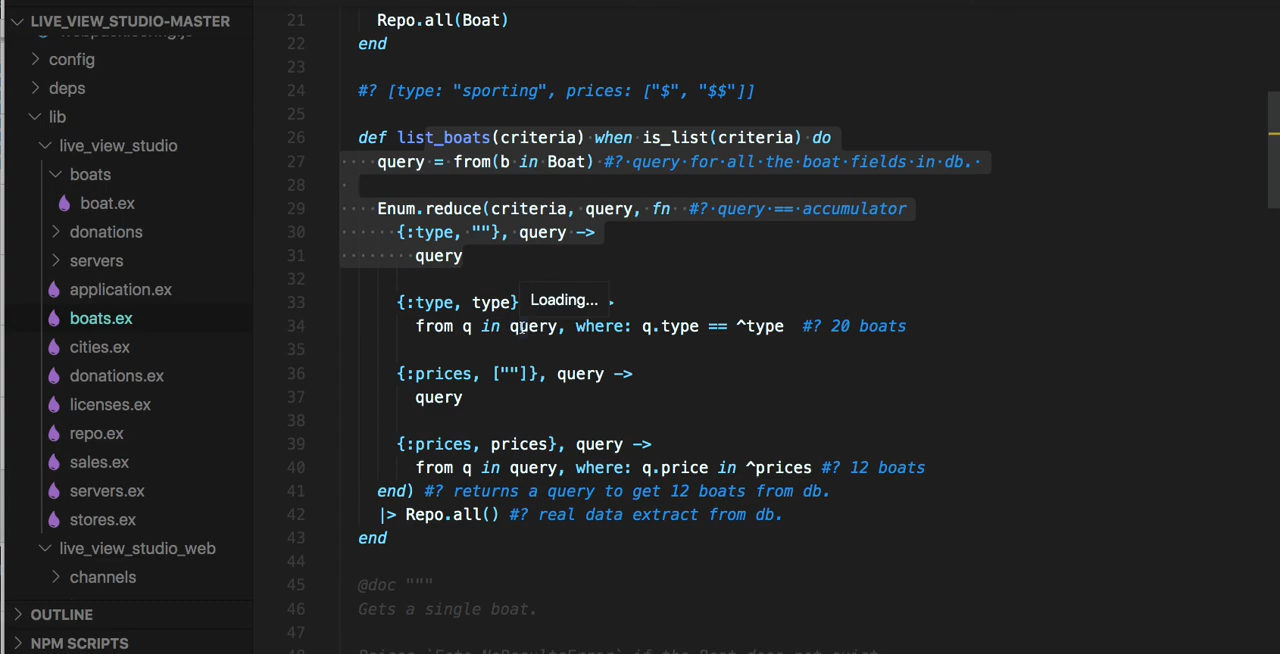 LIVE_VIEW_STUDIO-MASTER
config
deps
lib
live_view_studio
boats
boat.ex
donations
servers
application.ex
boats.ex
cities.ex
donations.ex
licenses.ex
repo.ex
sales.ex
servers.ex
stores.ex
live_view_studio_web
channels
OUTLINE
NPM SCRIPTS
21 Repo.all(Boat)
22 end
23
24 #? [type: "sporting", prices: ["$", "$$"]]
25
26 def list_boats(criteria) when is_list(criteria) do
27 query = from(b in Boat) #? query for all the boat fields in db.
28
29 Enum.reduce(criteria, query, fn #? query == accumulator
30 {:type, ""}, query ->
31 query
32
33 {:type, type}
Loading...
34 from q in query, where: q.type == ^type #? 20 boats
35
36 {:prices, [""]}, query ->
37 query
38
39 {:prices, prices}, query ->
40 from q in query, where: q.price in ^prices #? 12 boats
41 end) #? returns a query to get 12 boats from db.
42 |> Repo.all() #? real data extract from db.
43 end
44
45 @doc """
46 Gets a single boat.
47